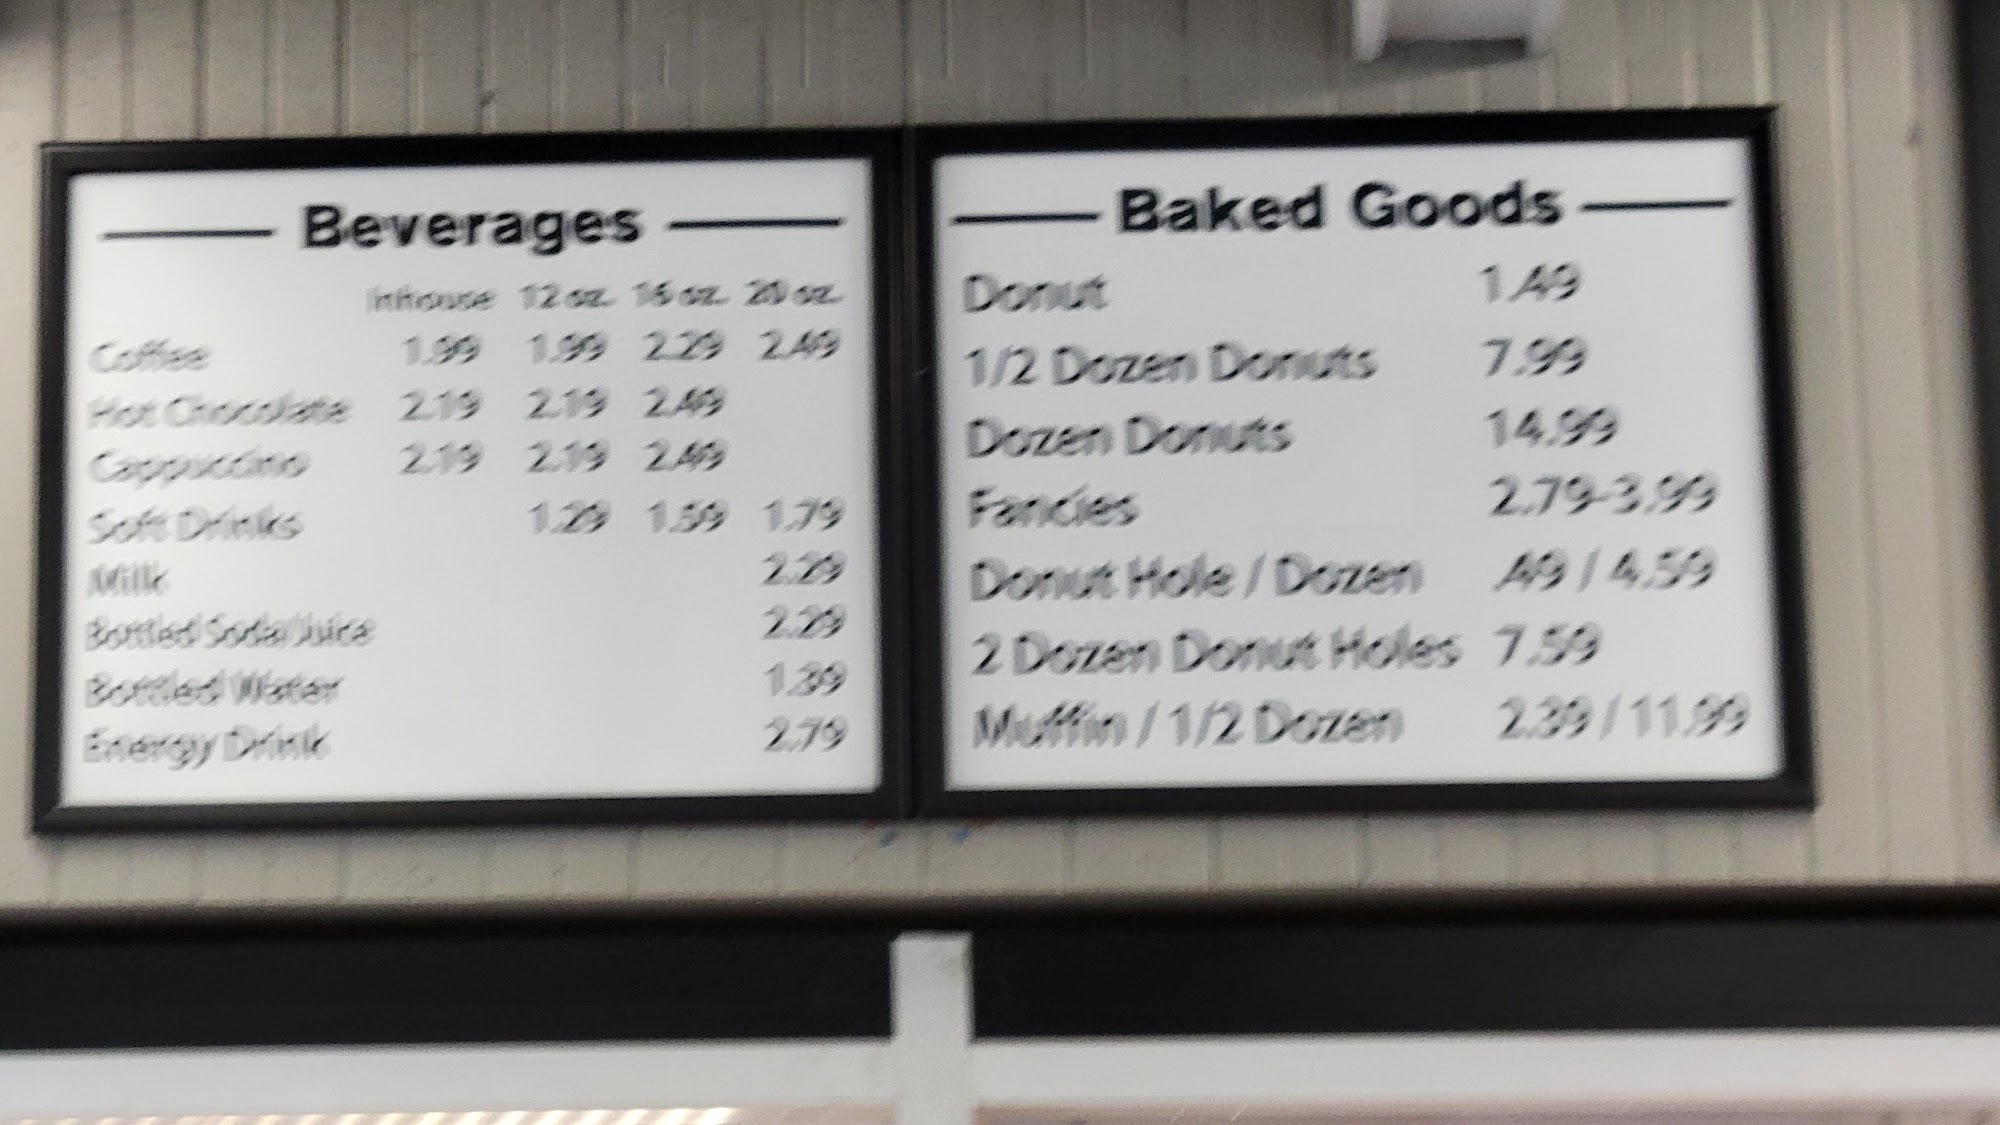 Beverages
Inhouse 12 oz. 16 oz. 20 oz.
Coffee 1.99 1.99 2.29 2.49
Hot Chocolate 2.19 2.19 2.49
Cappuccino 2.19 2.19 2.49
Soft Drinks 1.29 1.59 1.79
Milk 2.29
Bottled Soda/Juice 2.29
Bottled Water 1.39
Energy Drink 2.79
Baked Goods
Donut 1.49
1/2 Dozen Donuts 7.99
Dozen Donuts 14.99
Fancies 2.79-3.99
Donut Hole / Dozen .49 / 4.59
2 Dozen Donut Holes 7.59
Muffin / 1/2 Dozen 2.39 / 11.99